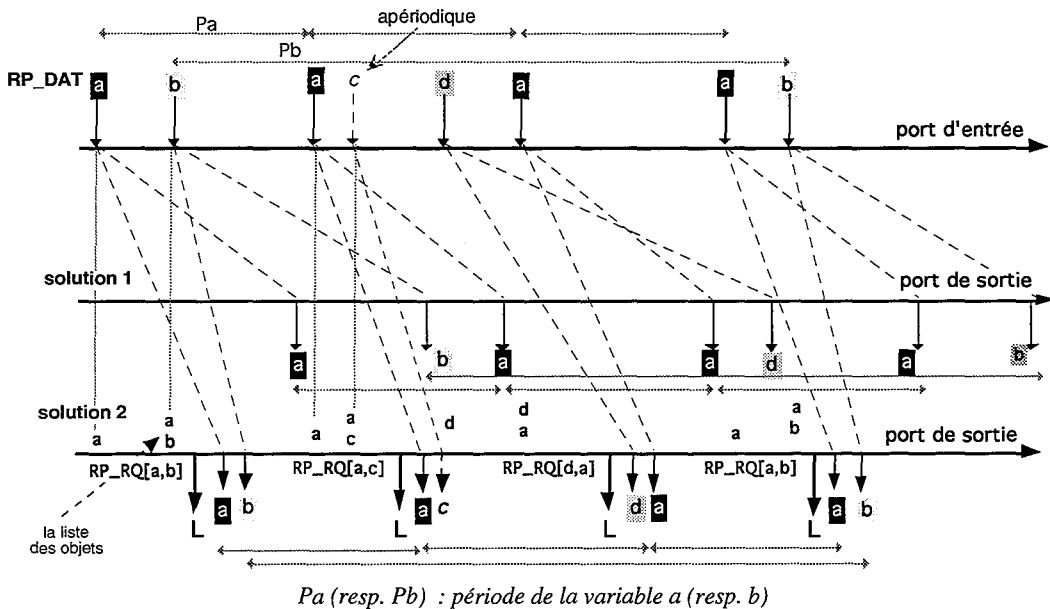 apériodique
Pa
Pb
RP_DAT a b a c d a a b
port d'entrée
solution 1
port de sortie
a b a a d a b
solution 2
a a d d a
a b a c a a b
port de sortie
RP_RQ[a,b] RP_RQ[a,c] RP_RQ[d,a] RP_RQ[a,b]
a b a c d a a b
L L L L
la liste
des objets
Pa (resp. Pb) : période de la variable a (resp. b)